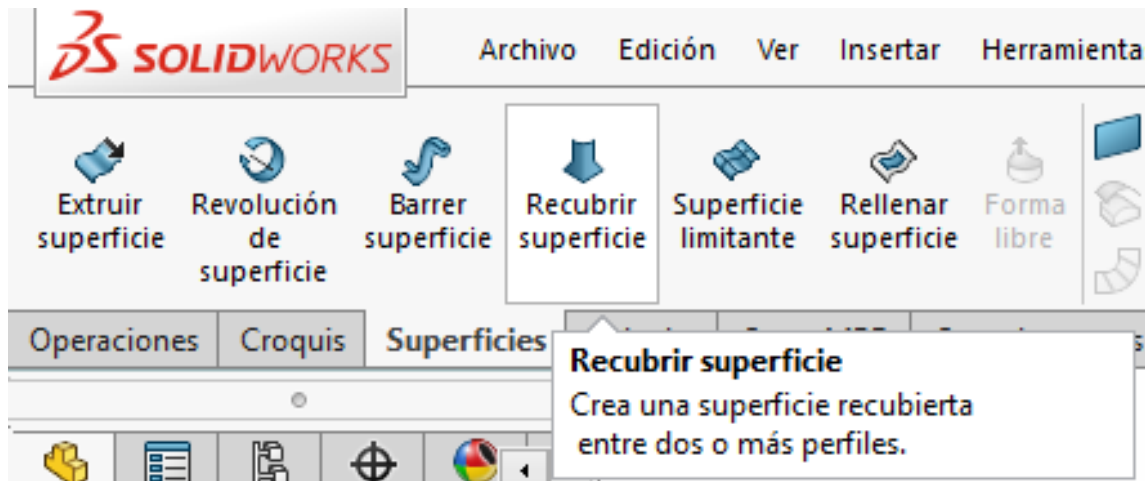 SOLIDWORKS
Archivo Edición Ver Insertar Herramienta
Extruir superficie
Revolución de superficie
Barrer superficie
Recubrir superficie
Superficie limitante
Rellenar superficie
Forma libre
Operaciones Croquis Superficies
Recubrir superficie
Crea una superficie recubierta
entre dos o más perfiles.